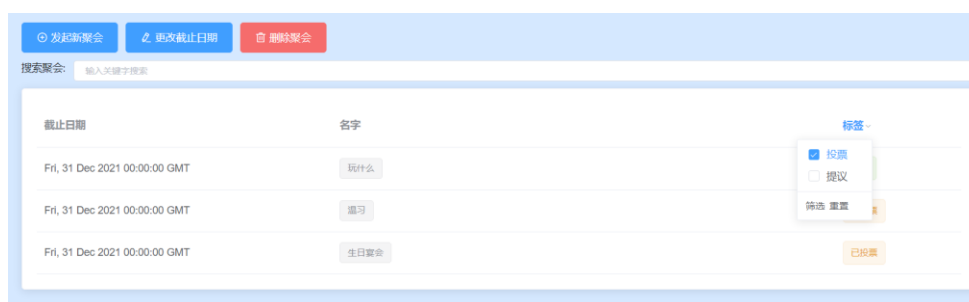 发起新聚会 更改截止日期 删除聚会
搜索聚会: 输入关键字搜索
截止日期 名字 标签
投票
Fri, 31 Dec 2021 00:00:00 GMT 玩什么
提议
筛选 重置
Fri, 31 Dec 2021 00:00:00 GMT 温习
Fri, 31 Dec 2021 00:00:00 GMT 生日宴会 已投票